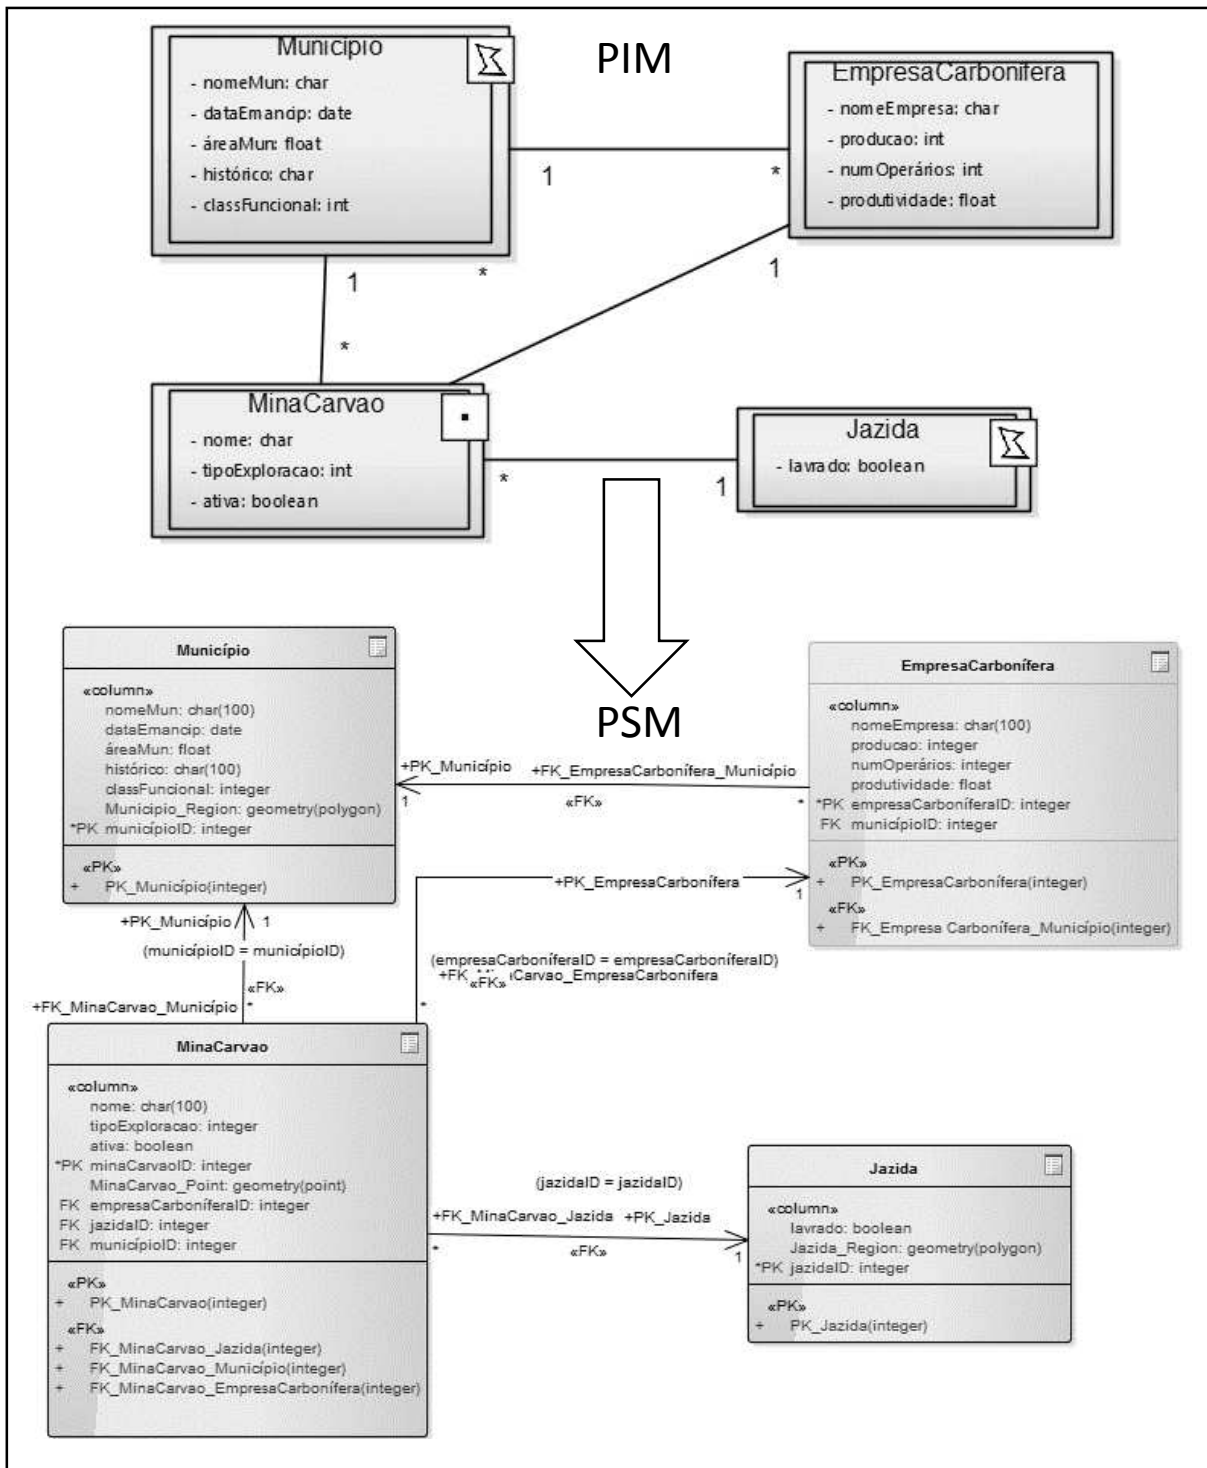 PIM
Município
- nomeMun: char
- dataEmancip: date
- áreaMun: float
- histórico: char
- classFuncional: int
EmpresaCarbonífera
- nomeEmpresa: char
- producao: int
- numOperários: int
- produtividade: float
1
*
1
*
*
1
MinaCarvao
- nome: char
- tipoExploracao: int
- ativa: boolean
Jazida
- lavrado: boolean
*
1
PSM
Município
«column»
nomeMun: char(100)
dataEmancip: date
áreaMun: float
histórico: char(100)
classFuncional: integer
Municipio_Region: geometry(polygon)
*PK municípioID: integer
«PK»
+ PK_Município(integer)
EmpresaCarbonífera
«column»
nomeEmpresa: char(100)
producao: integer
numOperários: integer
produtividade: float
*PK empresaCarboníferaID: integer
FK municípioID: integer
«PK»
+ PK_EmpresaCarbonífera(integer)
«FK»
+ FK_Empresa Carbonífera_Município(integer)
+PK_Município
+FK_EmpresaCarbonífera_Município
1
«FK»
*
+PK_EmpresaCarbonífera
1
+PK_Município
1
(municípioID = municípioID)
«FK»
+FK_MinaCarvao_Município
*
(empresaCarboníferaID = empresaCarboníferaID)
«FK»
*
MinaCarvao
«column»
nome: char(100)
tipoExploracao: integer
ativa: boolean
*PK minaCarvaoID: integer
MinaCarvao_Point: geometry(point)
FK empresaCarboníferaID: integer
FK jazidaID: integer
FK municípioID: integer
«PK»
+ PK_MinaCarvao(integer)
«FK»
+ FK_MinaCarvao_Jazida(integer)
+ FK_MinaCarvao_Município(integer)
+ FK_MinaCarvao_EmpresaCarbonífera(integer)
(jazidaID = jazidaID)
+FK_MinaCarvao_Jazida
+PK_Jazida
*
«FK»
1
Jazida
«column»
lavrado: boolean
Jazida_Region: geometry(polygon)
*PK jazidaID: integer
«PK»
+ PK_Jazida(integer)